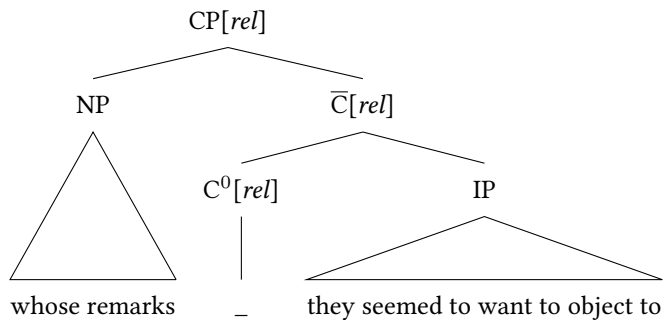 CP[rel]
NP C̅[rel]
C⁰[rel] IP
whose remarks _ they seemed to want to object to